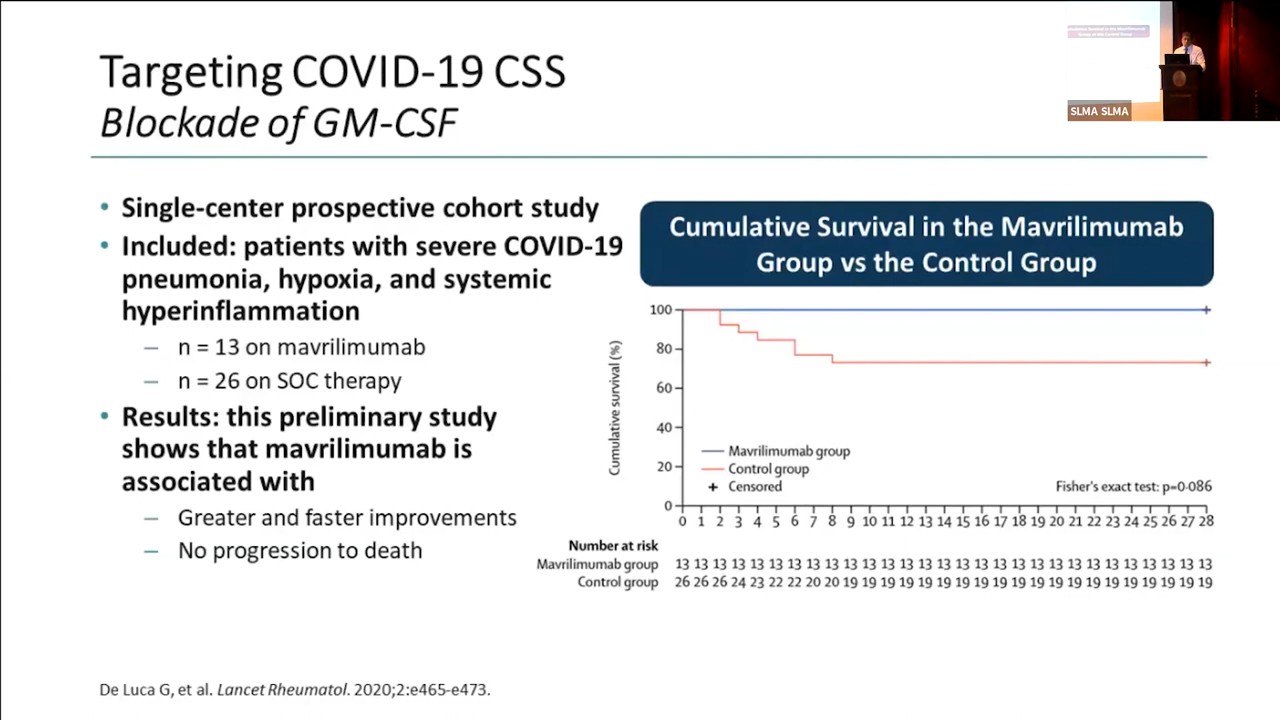 Targeting COVID-19 CSS
Blockade of GM-CSF
SLMA SLMA
• Single-center prospective cohort study
• Included: patients with severe COVID-19
pneumonia, hypoxia, and systemic
hyperinflammation
– n = 13 on mavrilimumab
– n = 26 on SOC therapy
• Results: this preliminary study
shows that mavrilimumab is
associated with
– Greater and faster improvements
– No progression to death
Cumulative Survival in the Mavrilimumab
Group vs the Control Group
Cumulative survival (%)
100
80
60
40
20
0
Mavrilimumab group
Control group
+ Censored
Fisher's exact test: p=0·086
0 1 2 3 4 5 6 7 8 9 10 11 12 13 14 15 16 17 18 19 20 21 22 23 24 25 26 27 28
Number at risk
Mavrilimumab group 13 13 13 13 13 13 13 13 13 13 13 13 13 13 13 13 13 13 13 13 13 13 13 13 13 13 13 13 13
Control group 26 26 26 24 23 22 22 20 20 19 19 19 19 19 19 19 19 19 19 19 19 19 19 19 19 19 19 19 19
De Luca G, et al. Lancet Rheumatol. 2020;2:e465-e473.